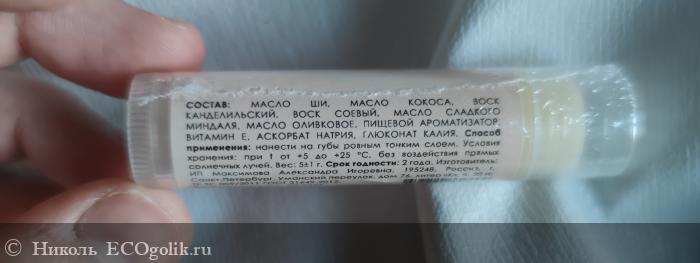 СОСТАВ: МАСЛО ШИ, МАСЛО КОКОСА, ВОСК
КАНДЕЛИЛЬСКИЙ, ВОСК СОЕВЫЙ, МАСЛО СЛАДКОГО
МИНДАЛЯ, МАСЛО ОЛИВКОВОЕ, ПИЩЕВОЙ АРОМАТИЗАТОР,
ВИТАМИН Е, АСКОРБАТ НАТРИЯ, ГЛЮКОНАТ КАЛИЯ. Способ
применения: нанести на губы ровным тонким слоем. Условия
хранения: при t от +5 до +25 °C, без воздействия прямых
солнечных лучей. Вес: 5±1 г. Срок годности: 2 года. Изготовитель:
ИП Максимова Александра Игоревна, 195248, Россия, г.
Санкт-Петербург, Уманский переулок, дом
© Николь ECOgolik.ru